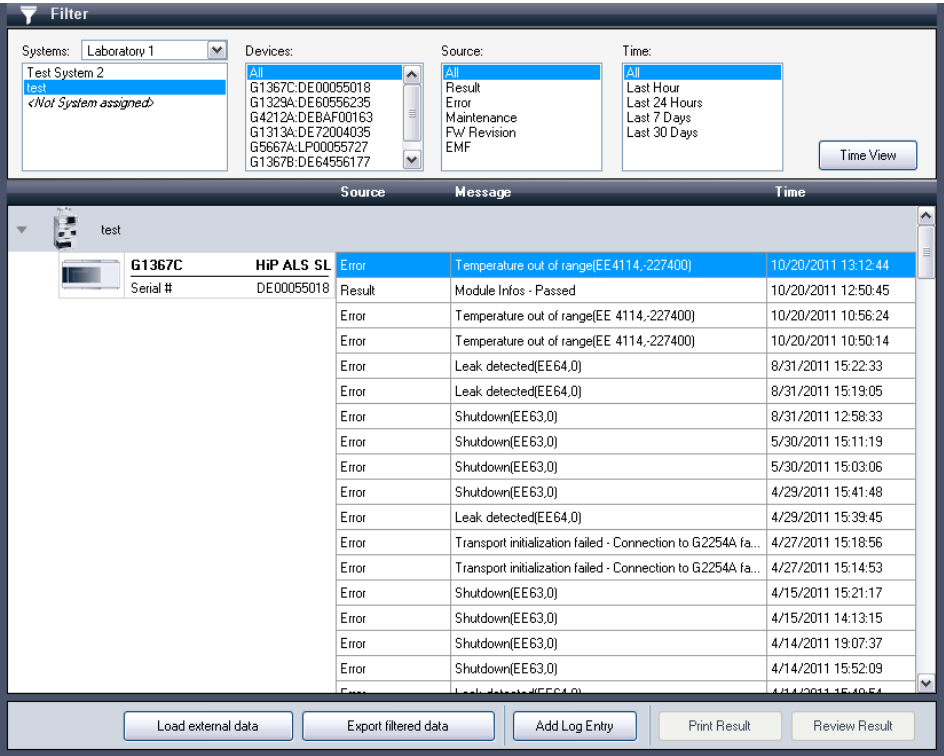 Filter
Systems: Laboratory 1
Test System 2
test
<Not System assigned>
Devices:
All
G1367C:DE00055018
G1329A:DE60556235
G4212A:DEBAF00163
G1313A:DE72004035
G5667A:LP00055727
G1367B:DE64556177
Source:
All
Result
Error
Maintenance
FW Revision
EMF
Time:
All
Last Hour
Last 24 Hours
Last 7 Days
Last 30 Days
Time View
Source Message Time
test
G1367C HiP ALS SL
Serial # DE00055018
Error Temperature out of range(EE4114,-227400) 10/20/2011 13:12:44
Result Module Infos - Passed 10/20/2011 12:50:45
Error Temperature out of range(EE 4114,-227400) 10/20/2011 10:56:24
Error Temperature out of range(EE 4114,-227400) 10/20/2011 10:50:14
Error Leak detected(EE64,0) 8/31/2011 15:22:33
Error Leak detected(EE64,0) 8/31/2011 15:19:05
Error Shutdown(EE63,0) 8/31/2011 12:58:33
Error Shutdown(EE63,0) 5/30/2011 15:11:19
Error Shutdown(EE63,0) 5/30/2011 15:03:06
Error Shutdown(EE63,0) 4/29/2011 15:41:48
Error Leak detected(EE64,0) 4/29/2011 15:39:45
Error Transport initialization failed - Connection to G2254A fa... 4/27/2011 15:18:56
Error Transport initialization failed - Connection to G2254A fa... 4/27/2011 15:14:53
Error Shutdown(EE63,0) 4/15/2011 15:21:17
Error Shutdown(EE63,0) 4/15/2011 14:13:15
Error Shutdown(EE63,0) 4/14/2011 19:07:37
Error Shutdown(EE63,0) 4/14/2011 15:52:09
Load external data Export filtered data Add Log Entry Print Result Review Result